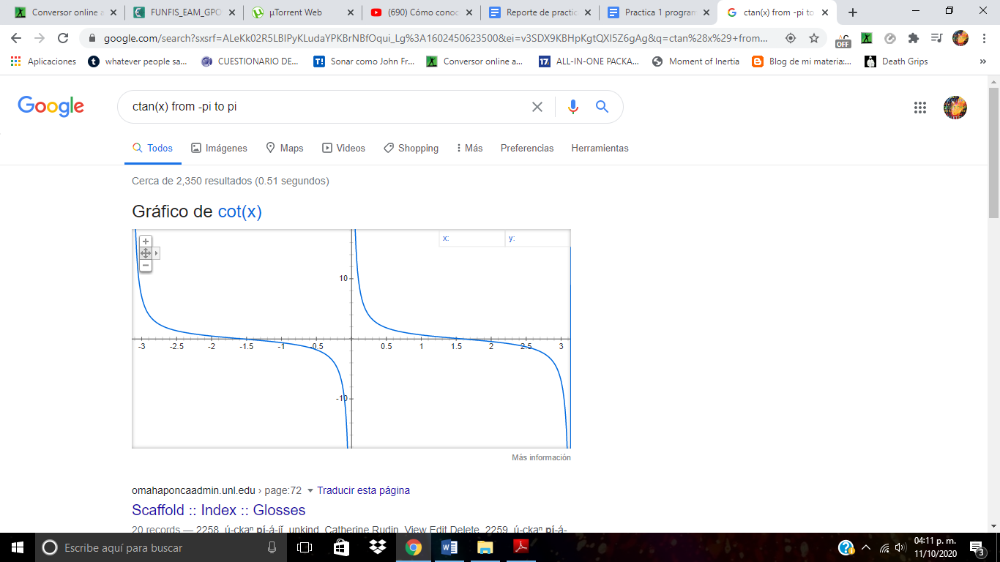 Conversor online a
FUNFIS_EAM_GPO
µTorrent Web
(690) Cómo conoc
Reporte de practic
Practica 1 program
ctan(x) from -pi to
google.com/search?sxsrf=ALeKk02R5LBIPyKLudaYPKBrNBfOqui_Lg%3A1602450623500&ei=v3SDX9KBHpKgtQXI5Z6gAg&q=ctan%28x%29+from...
OFF
Aplicaciones
whatever people sa...
CUESTIONARIO DE...
Sonar como John Fr...
Conversor online a...
ALL-IN-ONE PACKA...
Moment of Inertia
Blog de mi materia:...
Death Grips
»
Google
ctan(x) from -pi to pi
Todos
Imágenes
Maps
Videos
Shopping
Más
Preferencias
Herramientas
Cerca de 2,350 resultados (0.51 segundos)
Gráfico de cot(x)
x:
y:
10
-3 -2.5 -2 -1.5 -1 -0.5 0.5 1 1.5 2 2.5 3
-10
Más información
omahaponcaadmin.unl.edu › page:72 Traducir esta página
Scaffold :: Index :: Glosses
20 records — 2258, ú-ckaⁿ pí-á-jĭ, unkind, Catherine Rudin, View Edit Delete. 2259, ú-ckaⁿ pí-á-
Escribe aquí para buscar
04:11 p. m.
11/10/2020
3